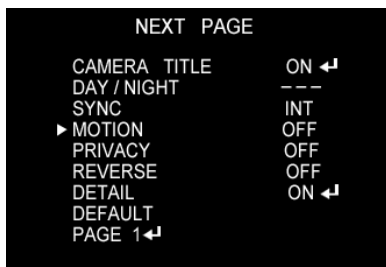 NEXT PAGE
CAMERA TITLE ON ↲
DAY / NIGHT ---
SYNC INT
▶ MOTION OFF
PRIVACY OFF
REVERSE OFF
DETAIL ON ↲
DEFAULT
PAGE 1↲